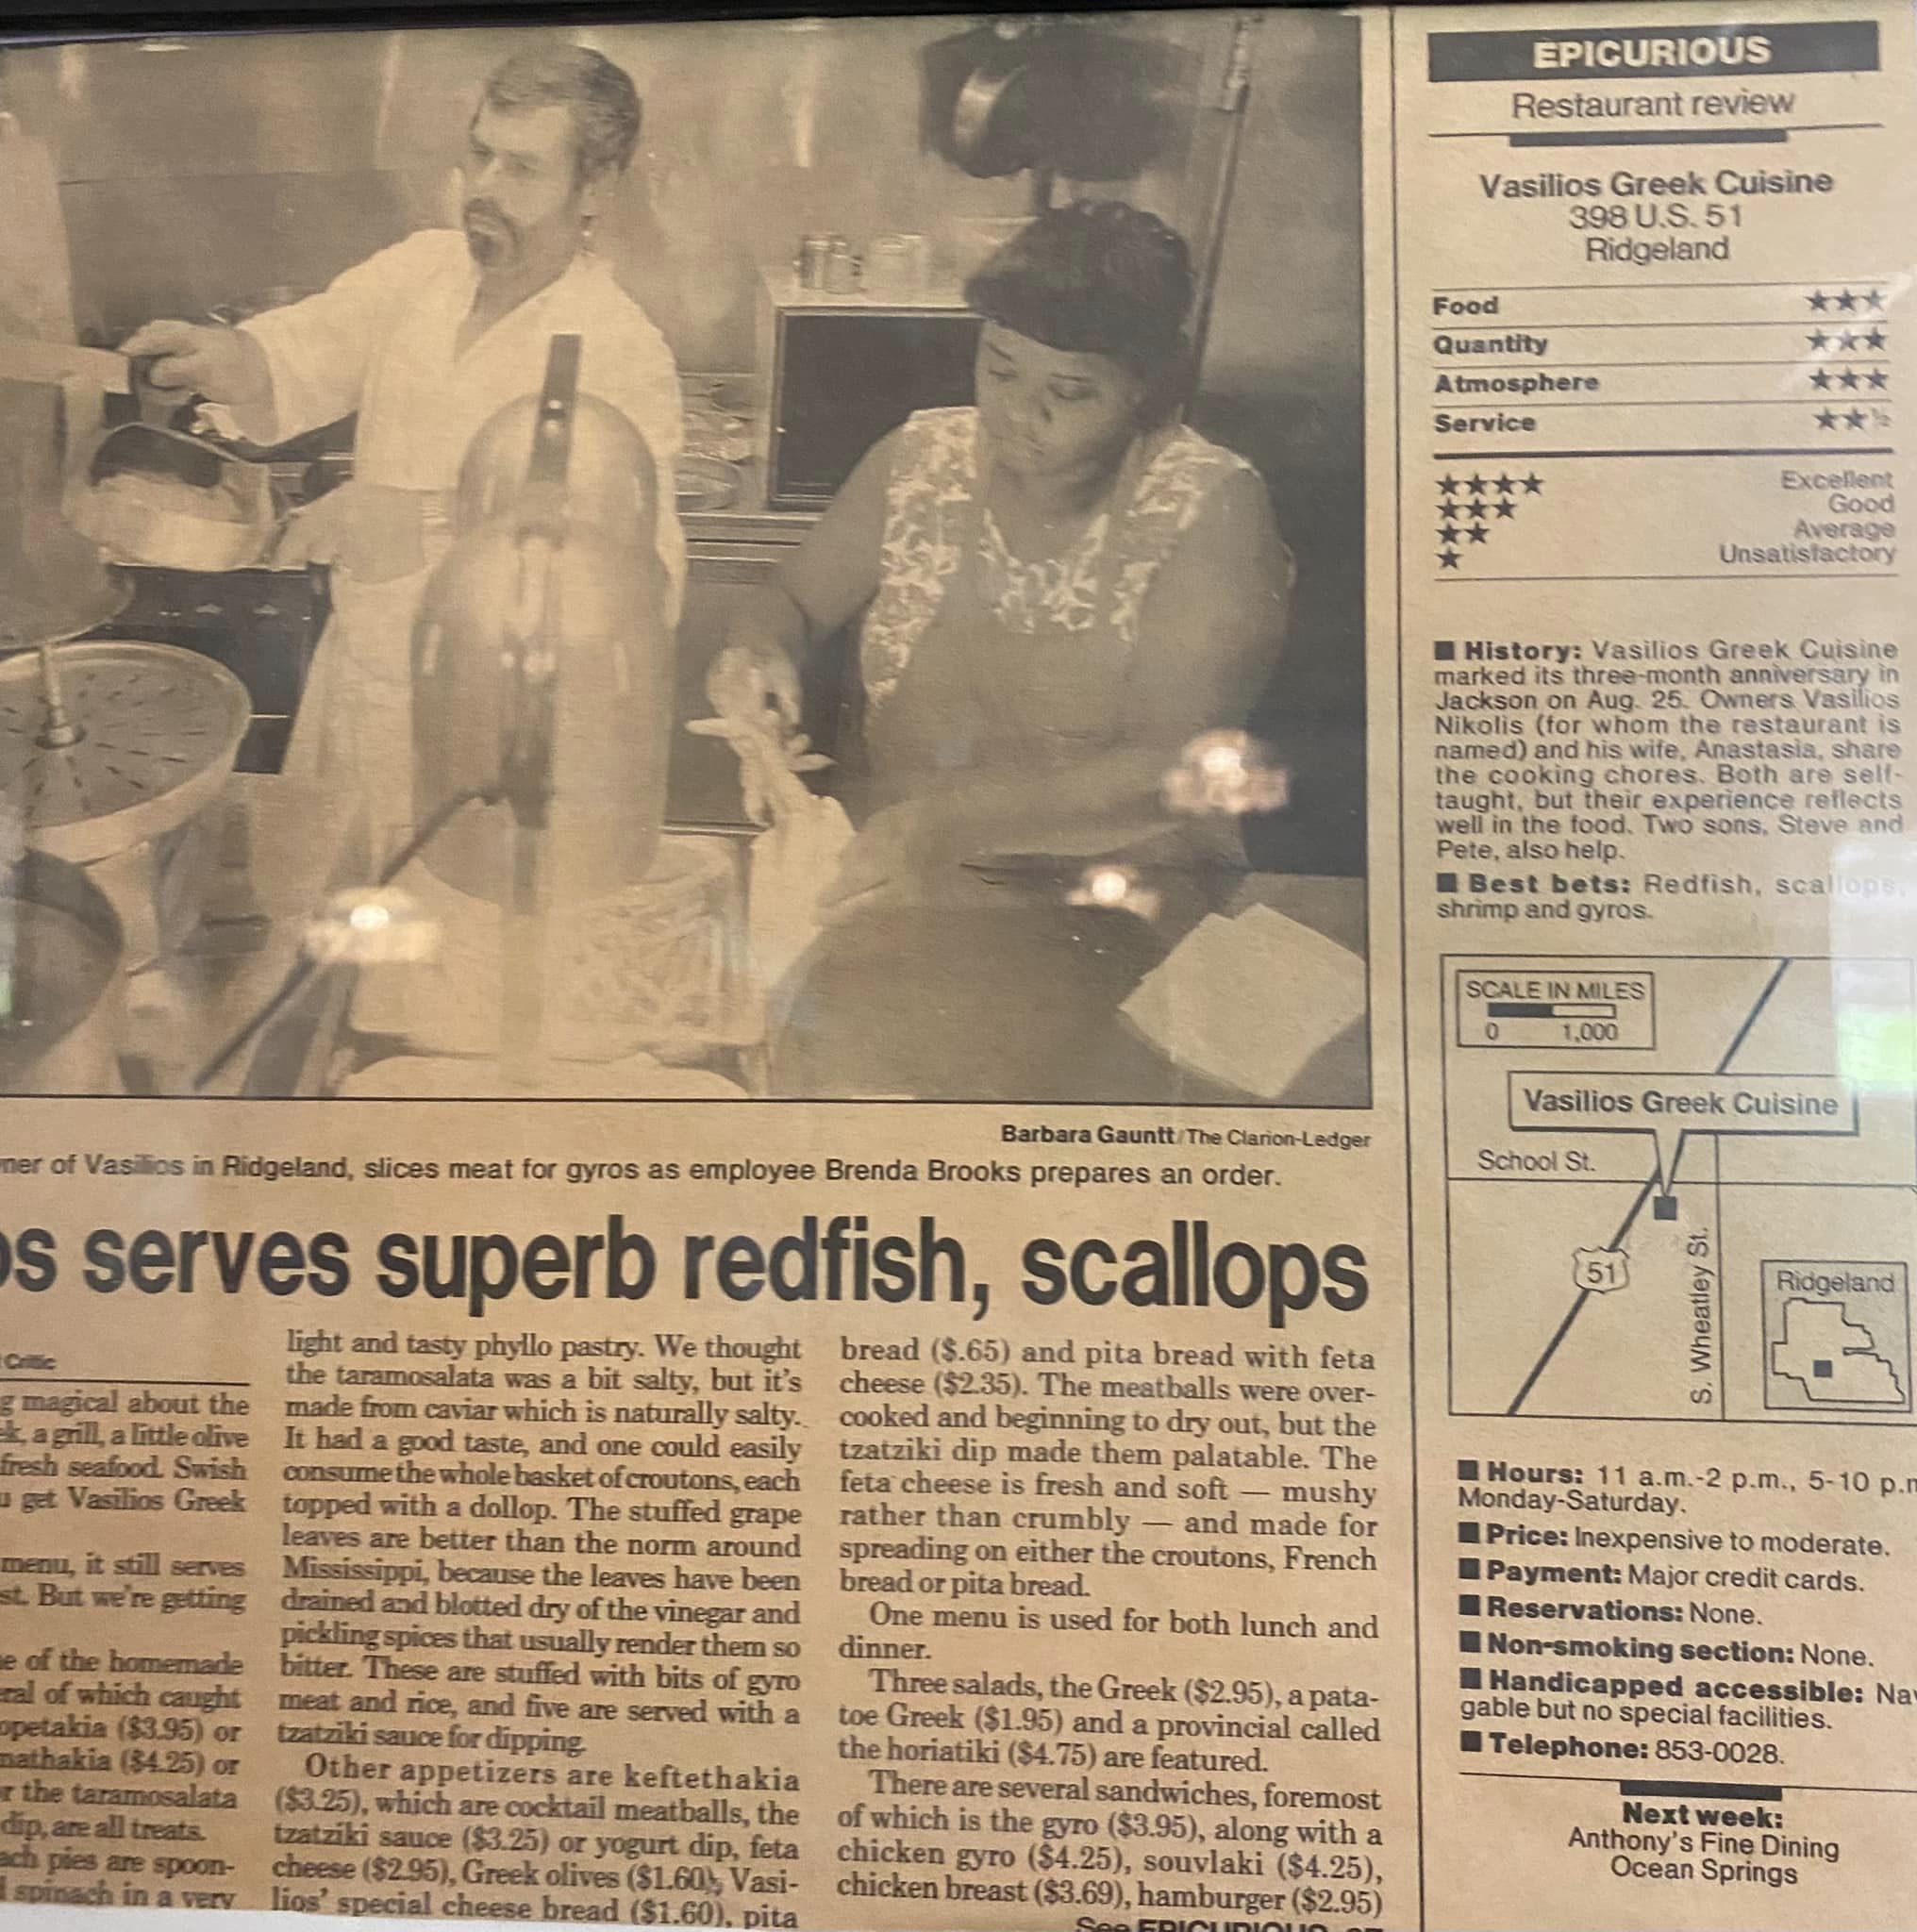 Barbara Gauntt/The Clarion-Ledger
ner of Vasilios in Ridgeland, slices meat for gyros as employee Brenda Brooks prepares an order.
os serves superb redfish, scallops
Critic
g magical about the
k, a grill, a little olive
fresh seafood. Swish
u get Vasilios Greek
menu, it still serves
st. But we're getting
e of the homemade
ral of which caught
opetakia ($3.95) or
mathakia ($4.25) or
r the taramosalata
dip, are all treats.
ach pies are spoon-
d spinach in a very
light and tasty phyllo pastry. We thought
the taramosalata was a bit salty, but it's
made from caviar which is naturally salty.
It had a good taste, and one could easily
consume the whole basket of croutons, each
topped with a dollop. The stuffed grape
leaves are better than the norm around
Mississippi, because the leaves have been
drained and blotted dry of the vinegar and
pickling spices that usually render them so
bitter. These are stuffed with bits of gyro
meat and rice, and five are served with a
tzatziki sauce for dipping.
Other appetizers are keftethakia
($3.25), which are cocktail meatballs, the
tzatziki sauce ($3.25) or yogurt dip, feta
cheese ($2.95), Greek olives ($1.60), Vasi-
lios' special cheese bread ($1.60), pita
bread ($.65) and pita bread with feta
cheese ($2.35). The meatballs were over-
cooked and beginning to dry out, but the
tzatziki dip made them palatable. The
feta cheese is fresh and soft — mushy
rather than crumbly — and made for
spreading on either the croutons, French
bread or pita bread.
One menu is used for both lunch and
dinner.
Three salads, the Greek ($2.95), a pata-
toe Greek ($1.95) and a provincial called
the horiatiki ($4.75) are featured.
There are several sandwiches, foremost
of which is the gyro ($3.95), along with a
chicken gyro ($4.25), souvlaki ($4.25),
chicken breast ($3.69), hamburger ($2.95)
See EPICURIOUS,
EPICURIOUS
Restaurant review
Vasilios Greek Cuisine
398 U.S. 51
Ridgeland
Food ★★★
Quantity ★★★
Atmosphere ★★★
Service ★★½
★★★★ Excellent
★★★ Good
★★ Average
★ Unsatisfactory
■ History: Vasilios Greek Cuisine
marked its three-month anniversary in
Jackson on Aug. 25. Owners Vasilios
Nikolis (for whom the restaurant is
named) and his wife, Anastasia, share
the cooking chores. Both are self-
taught, but their experience reflects
well in the food. Two sons, Steve and
Pete, also help.
■ Best bets: Redfish, scallops,
shrimp and gyros.
SCALE IN MILES
0 1,000
Vasilios Greek Cuisine
School St.
51
S. Wheatley St.
Ridgeland
■ Hours: 11 a.m.-2 p.m., 5-10 p.m
Monday-Saturday.
■ Price: Inexpensive to moderate.
■ Payment: Major credit cards.
■ Reservations: None.
■ Non-smoking section: None.
■ Handicapped accessible: Nav
gable but no special facilities.
■ Telephone: 853-0028.
Next week:
Anthony's Fine Dining
Ocean Springs